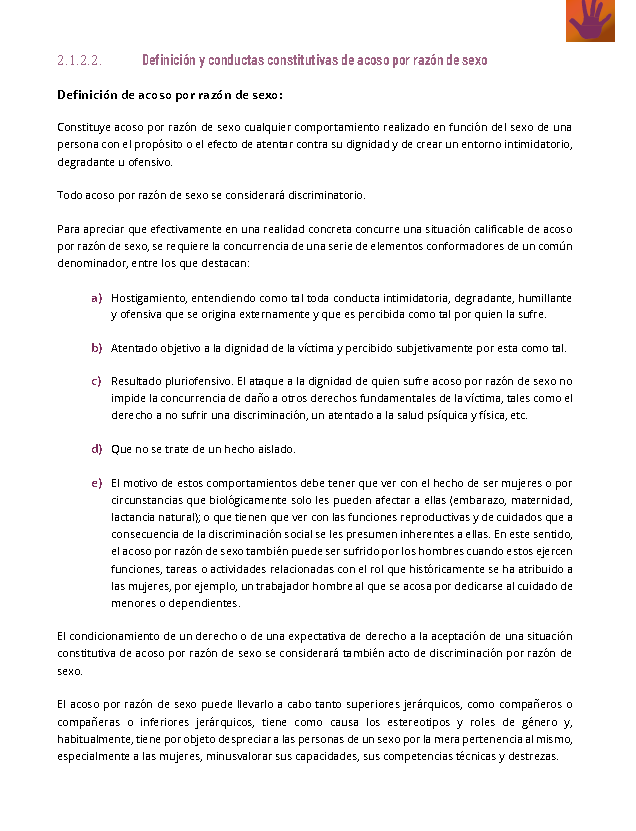 2.1.2.2. Definición y conductas constitutivas de acoso por razón de sexo
Definición de acoso por razón de sexo:
Constituye acoso por razón de sexo cualquier comportamiento realizado en función del sexo de una
persona con el propósito o el efecto de atentar contra su dignidad y de crear un entorno intimidatorio,
degradante u ofensivo.
Todo acoso por razón de sexo se considerará discriminatorio.
Para apreciar que efectivamente en una realidad concreta concurre una situación calificable de acoso
por razón de sexo, se requiere la concurrencia de una serie de elementos conformadores de un común
denominador, entre los que destacan:
a) Hostigamiento, entendiendo como tal toda conducta intimidatoria, degradante, humillante
y ofensiva que se origina externamente y que es percibida como tal por quien la sufre.
b) Atentado objetivo a la dignidad de la víctima y percibido subjetivamente por esta como tal.
c) Resultado pluriofensivo. El ataque a la dignidad de quien sufre acoso por razón de sexo no
impide la concurrencia de daño a otros derechos fundamentales de la víctima, tales como el
derecho a no sufrir una discriminación, un atentado a la salud psíquica y física, etc.
d) Que no se trate de un hecho aislado.
e) El motivo de estos comportamientos debe tener que ver con el hecho de ser mujeres o por
circunstancias que biológicamente solo les pueden afectar a ellas (embarazo, maternidad,
lactancia natural); o que tienen que ver con las funciones reproductivas y de cuidados que a
consecuencia de la discriminación social se les presumen inherentes a ellas. En este sentido,
el acoso por razón de sexo también puede ser sufrido por los hombres cuando estos ejercen
funciones, tareas o actividades relacionadas con el rol que históricamente se ha atribuido a
las mujeres, por ejemplo, un trabajador hombre al que se acosa por dedicarse al cuidado de
menores o dependientes.
El condicionamiento de un derecho o de una expectativa de derecho a la aceptación de una situación
constitutiva de acoso por razón de sexo se considerará también acto de discriminación por razón de
sexo.
El acoso por razón de sexo puede llevarlo a cabo tanto superiores jerárquicos, como compañeros o
compañeras o inferiores jerárquicos, tiene como causa los estereotipos y roles de género y,
habitualmente, tiene por objeto despreciar a las personas de un sexo por la mera pertenencia al mismo,
especialmente a las mujeres, minusvalorar sus capacidades, sus competencias técnicas y destrezas.